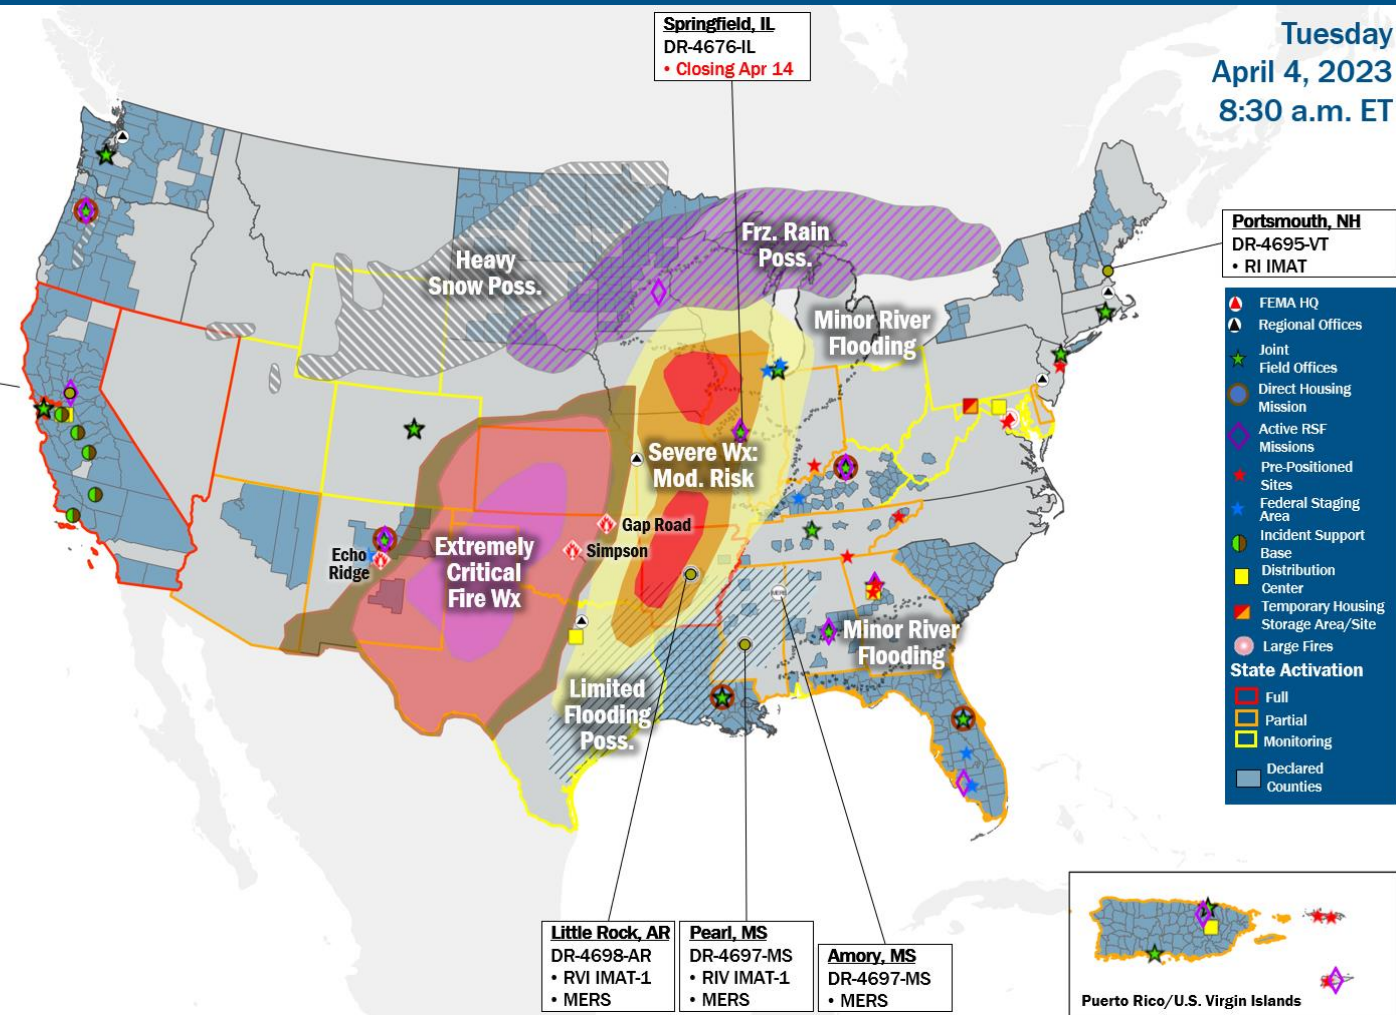 Springfield, IL
DR-4676-IL
• Closing Apr 14
Tuesday
April 4, 2023
8:30 a.m. ET
Portsmouth, NH
DR-4695-VT
• RI IMAT
Heavy
Snow Poss.
Frz. Rain
Poss.
Minor River
Flooding
Severe Wx:
Mod. Risk
Gap Road
Simpson
Echo
Ridge
Extremely
Critical
Fire Wx
MERS
Minor River
Flooding
Limited
Flooding
Poss.
FEMA HQ
Regional Offices
Joint
Field Offices
Direct Housing
Mission
Active RSF
Missions
Pre-Positioned
Sites
Federal Staging
Area
Incident Support
Base
Distribution
Center
Temporary Housing
Storage Area/Site
Large Fires
State Activation
Full
Partial
Monitoring
Declared
Counties
Little Rock, AR
DR-4698-AR
• RVI IMAT-1
• MERS
Pearl, MS
DR-4697-MS
• RIV IMAT-1
• MERS
Amory, MS
DR-4697-MS
• MERS
Puerto Rico/U.S. Virgin Islands